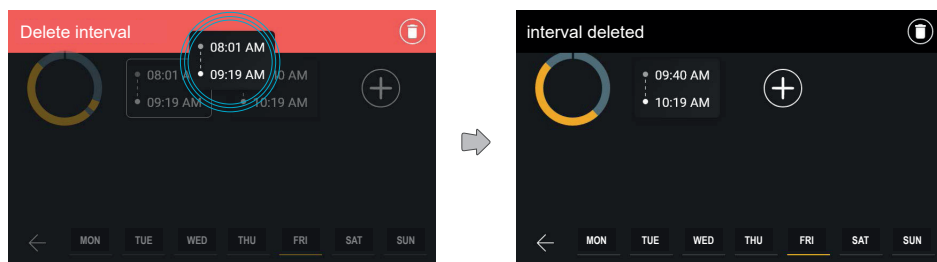 Delete interval
08:01 AM
09:19 AM
08:01 A
09:19 AM
0 AM
10:19 AM
MON TUE WED THU FRI SAT SUN
interval deleted
09:40 AM
10:19 AM
MON TUE WED THU FRI SAT SUN